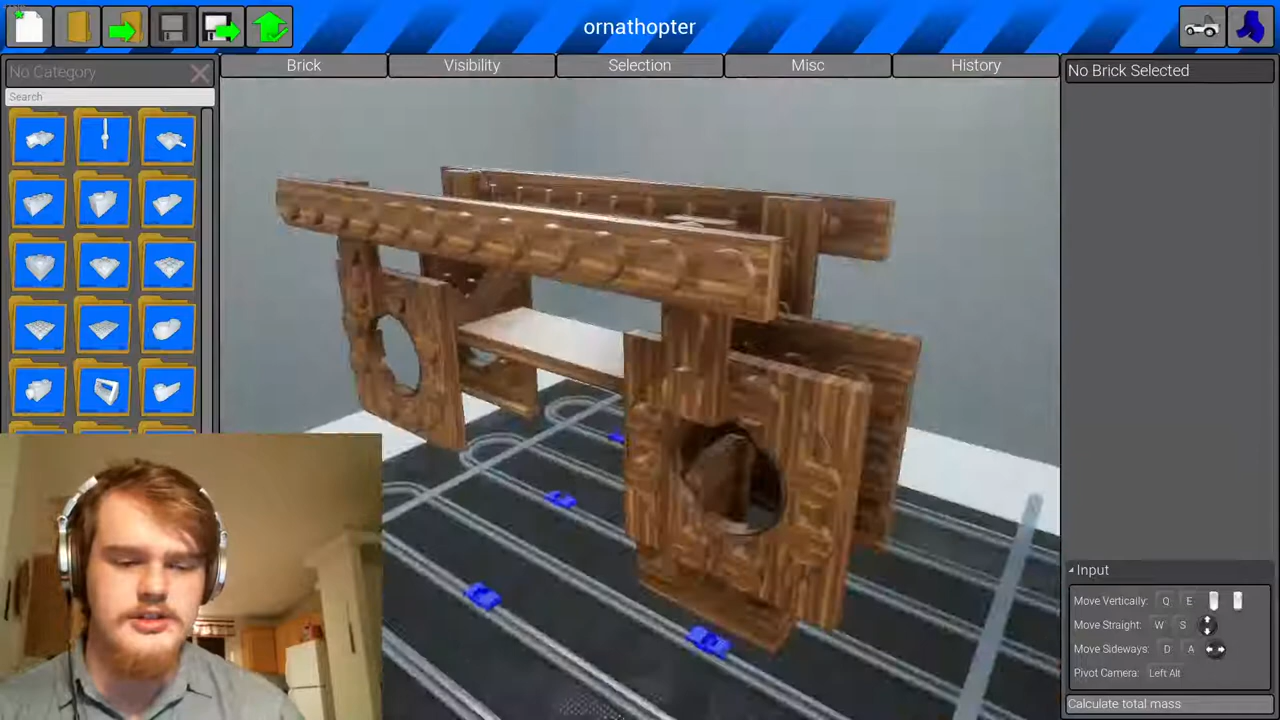 ornathopter
No Category
Search
Brick
Visibility
Selection
Misc
History
No Brick Selected
Input
Move Vertically: Q E
Move Straight: W S
Move Sideways: D A
Pivot Camera: Left Alt
Calculate total mass